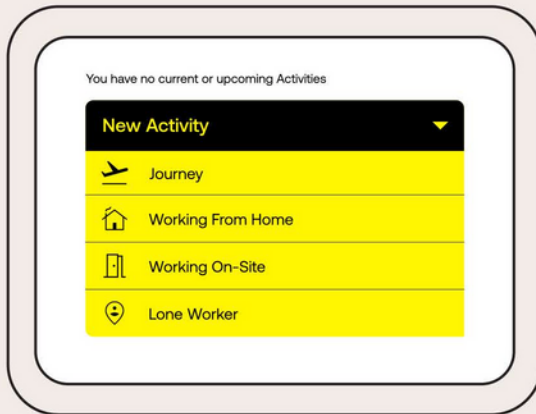 You have no current or upcoming Activities
New Activity
Journey
Working From Home
Working On-Site
Lone Worker